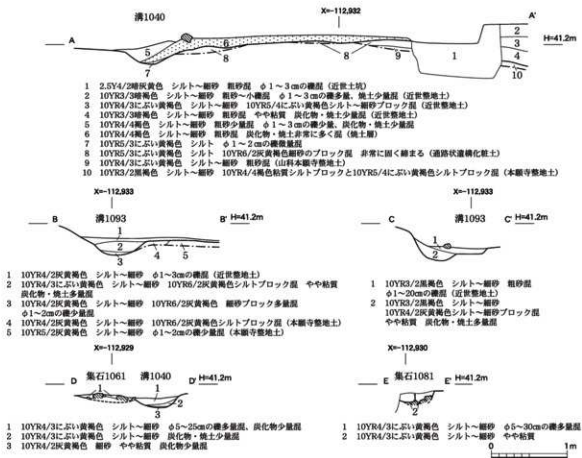 溝1040
X=-112,932
A
A'
H=41.2m
5
6
7
8
8
9
1
2
3
4
10
1 2.5Y4/2暗灰黄色 シルト～細砂 粗砂混 φ1～3㎝の礫混（近世土坑）
2 10YR3/3暗褐色 シルト～細砂 粗砂～小礫混 φ1～3㎝の礫多量、焼土少量混（近世整地土）
3 10YR4/3にぶい黄褐色 シルト～細砂 10YR5/4にぶい黄褐色シルト～細砂ブロック混（近世整地土）
4 10YR3/3暗褐色 シルト～細砂 粗砂混 やや粘質 炭化物・焼土少量混（近世整地土）
5 10YR4/4褐色 シルト～細砂 粗砂少量混 φ1～3㎝の礫少量、炭化物・焼土少量混
6 10YR4/4褐色 シルト～細砂 粗砂混 炭化物・焼土非常に多く混（焼土層）
7 10YR5/3にぶい黄褐色 シルト φ1～2㎝の礫微量混
8 10YR5/3にぶい黄褐色 シルト 10YR6/2灰黄褐色細砂のブロック混 非常に固く締まる（通路状遺構化粧土）
9 10YR4/3にぶい黄褐色 シルト～細砂 粗砂混（山科本願寺整地土）
10 10YR3/2黒褐色 シルト～細砂 10YR4/4褐色粘質シルトブロックと10YR5/4にぶい黄褐色シルトブロック混（本願寺整地土）
X=-112,933
B
溝1093
B'
H=41.2m
1
2
3
4
5
1 10YR4/2灰黄褐色 シルト～細砂 φ1～3㎝の礫混（近世整地土）
2 10YR4/3にぶい黄褐色 シルト～細砂 10YR6/2灰黄褐色シルトブロック混 やや粘質
炭化物・焼土多量混
3 10YR4/2灰黄褐色 シルト～細砂 10YR6/2灰黄褐色 細砂ブロック多量混
φ1～2㎝の礫少量混
4 10YR4/2灰黄褐色 シルト～細砂 10YR6/2灰黄褐色シルトブロック混（本願寺整地土）
5 10YR5/2灰黄褐色 シルト～細砂 φ1～2㎝の礫少量混（本願寺整地土）
X=-112,933
C
溝1093
C'
H=41.2m
1
2
1 10YR3/2黒褐色 シルト～細砂 粗砂混
φ1～20㎝の礫混（近世整地土）
2 10YR3/2黒褐色 シルト～細砂
10YR4/2灰黄褐色シルト～細砂ブロック混
やや粘質 炭化物・焼土多量混
X=-112,929
D
集石1061
溝1040
D'
H=41.2m
1
2
3
1 10YR4/3にぶい黄褐色 シルト～細砂 φ5～25㎝の礫多量混、炭化物少量混
2 10YR4/3にぶい黄褐色 シルト～細砂 炭化物・焼土少量混
3 10YR4/2灰黄褐色 細砂 やや粘質 炭化物少量混
X=-112,930
E
集石1081
E'
H=41.2m
1
2
1 10YR4/3にぶい黄褐色 シルト～細砂 φ5～30㎝の礫多量混
2 10YR4/3にぶい黄褐色 シルト～細砂 やや粘質
0
1m